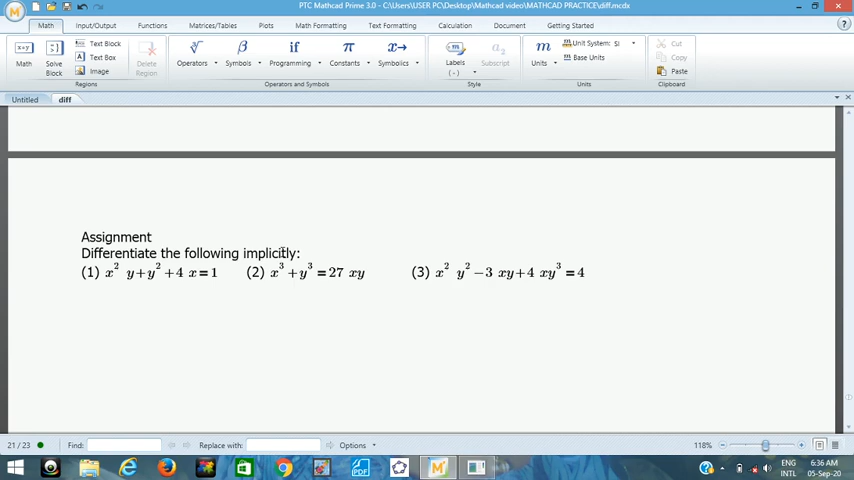 PTC Mathcad Prime 3.0 - C:\Users\USER PC\Desktop\Mathcad video\MATHCAD PRACTICE\diff.mcdx
Math Input/Output Functions Matrices/Tables Plots Math Formatting Text Formatting Calculation Document Getting Started
Math
Solve Block
Text Block
Text Box
Image
Delete Region
Operators
Symbols
Programming
Constants
Symbolics
Labels
(-)
Subscript
Units
Unit System: SI
Base Units
Cut
Copy
Paste
Regions Operators and Symbols Style Units Clipboard
Untitled diff
Assignment
Differentiate the following implicitly:
(1) x² y+y²+4 x=1 (2) x³+y³=27 xy (3) x² y²−3 xy+4 xy³=4
21 / 23 Find: Replace with: Options 118%
ENG
INTL
6:36 AM
05-Sep-20